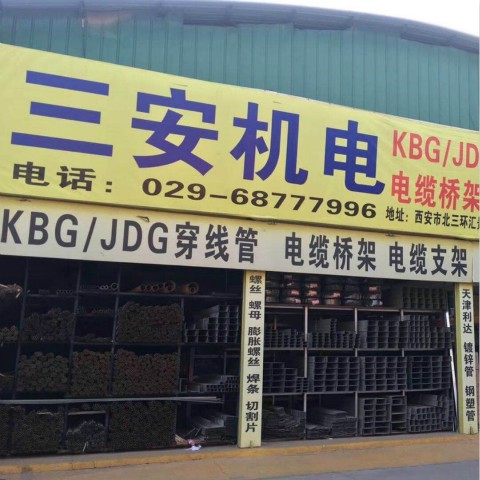 三安机电
KBG/JD
电缆桥架
电话：029-68777996
地址：西安市北三环汇
KBG/JDG穿线管 电缆桥架 电缆支架
螺丝 螺母 膨胀螺丝 焊条 切割片
天津利达 镀锌管 钢塑管